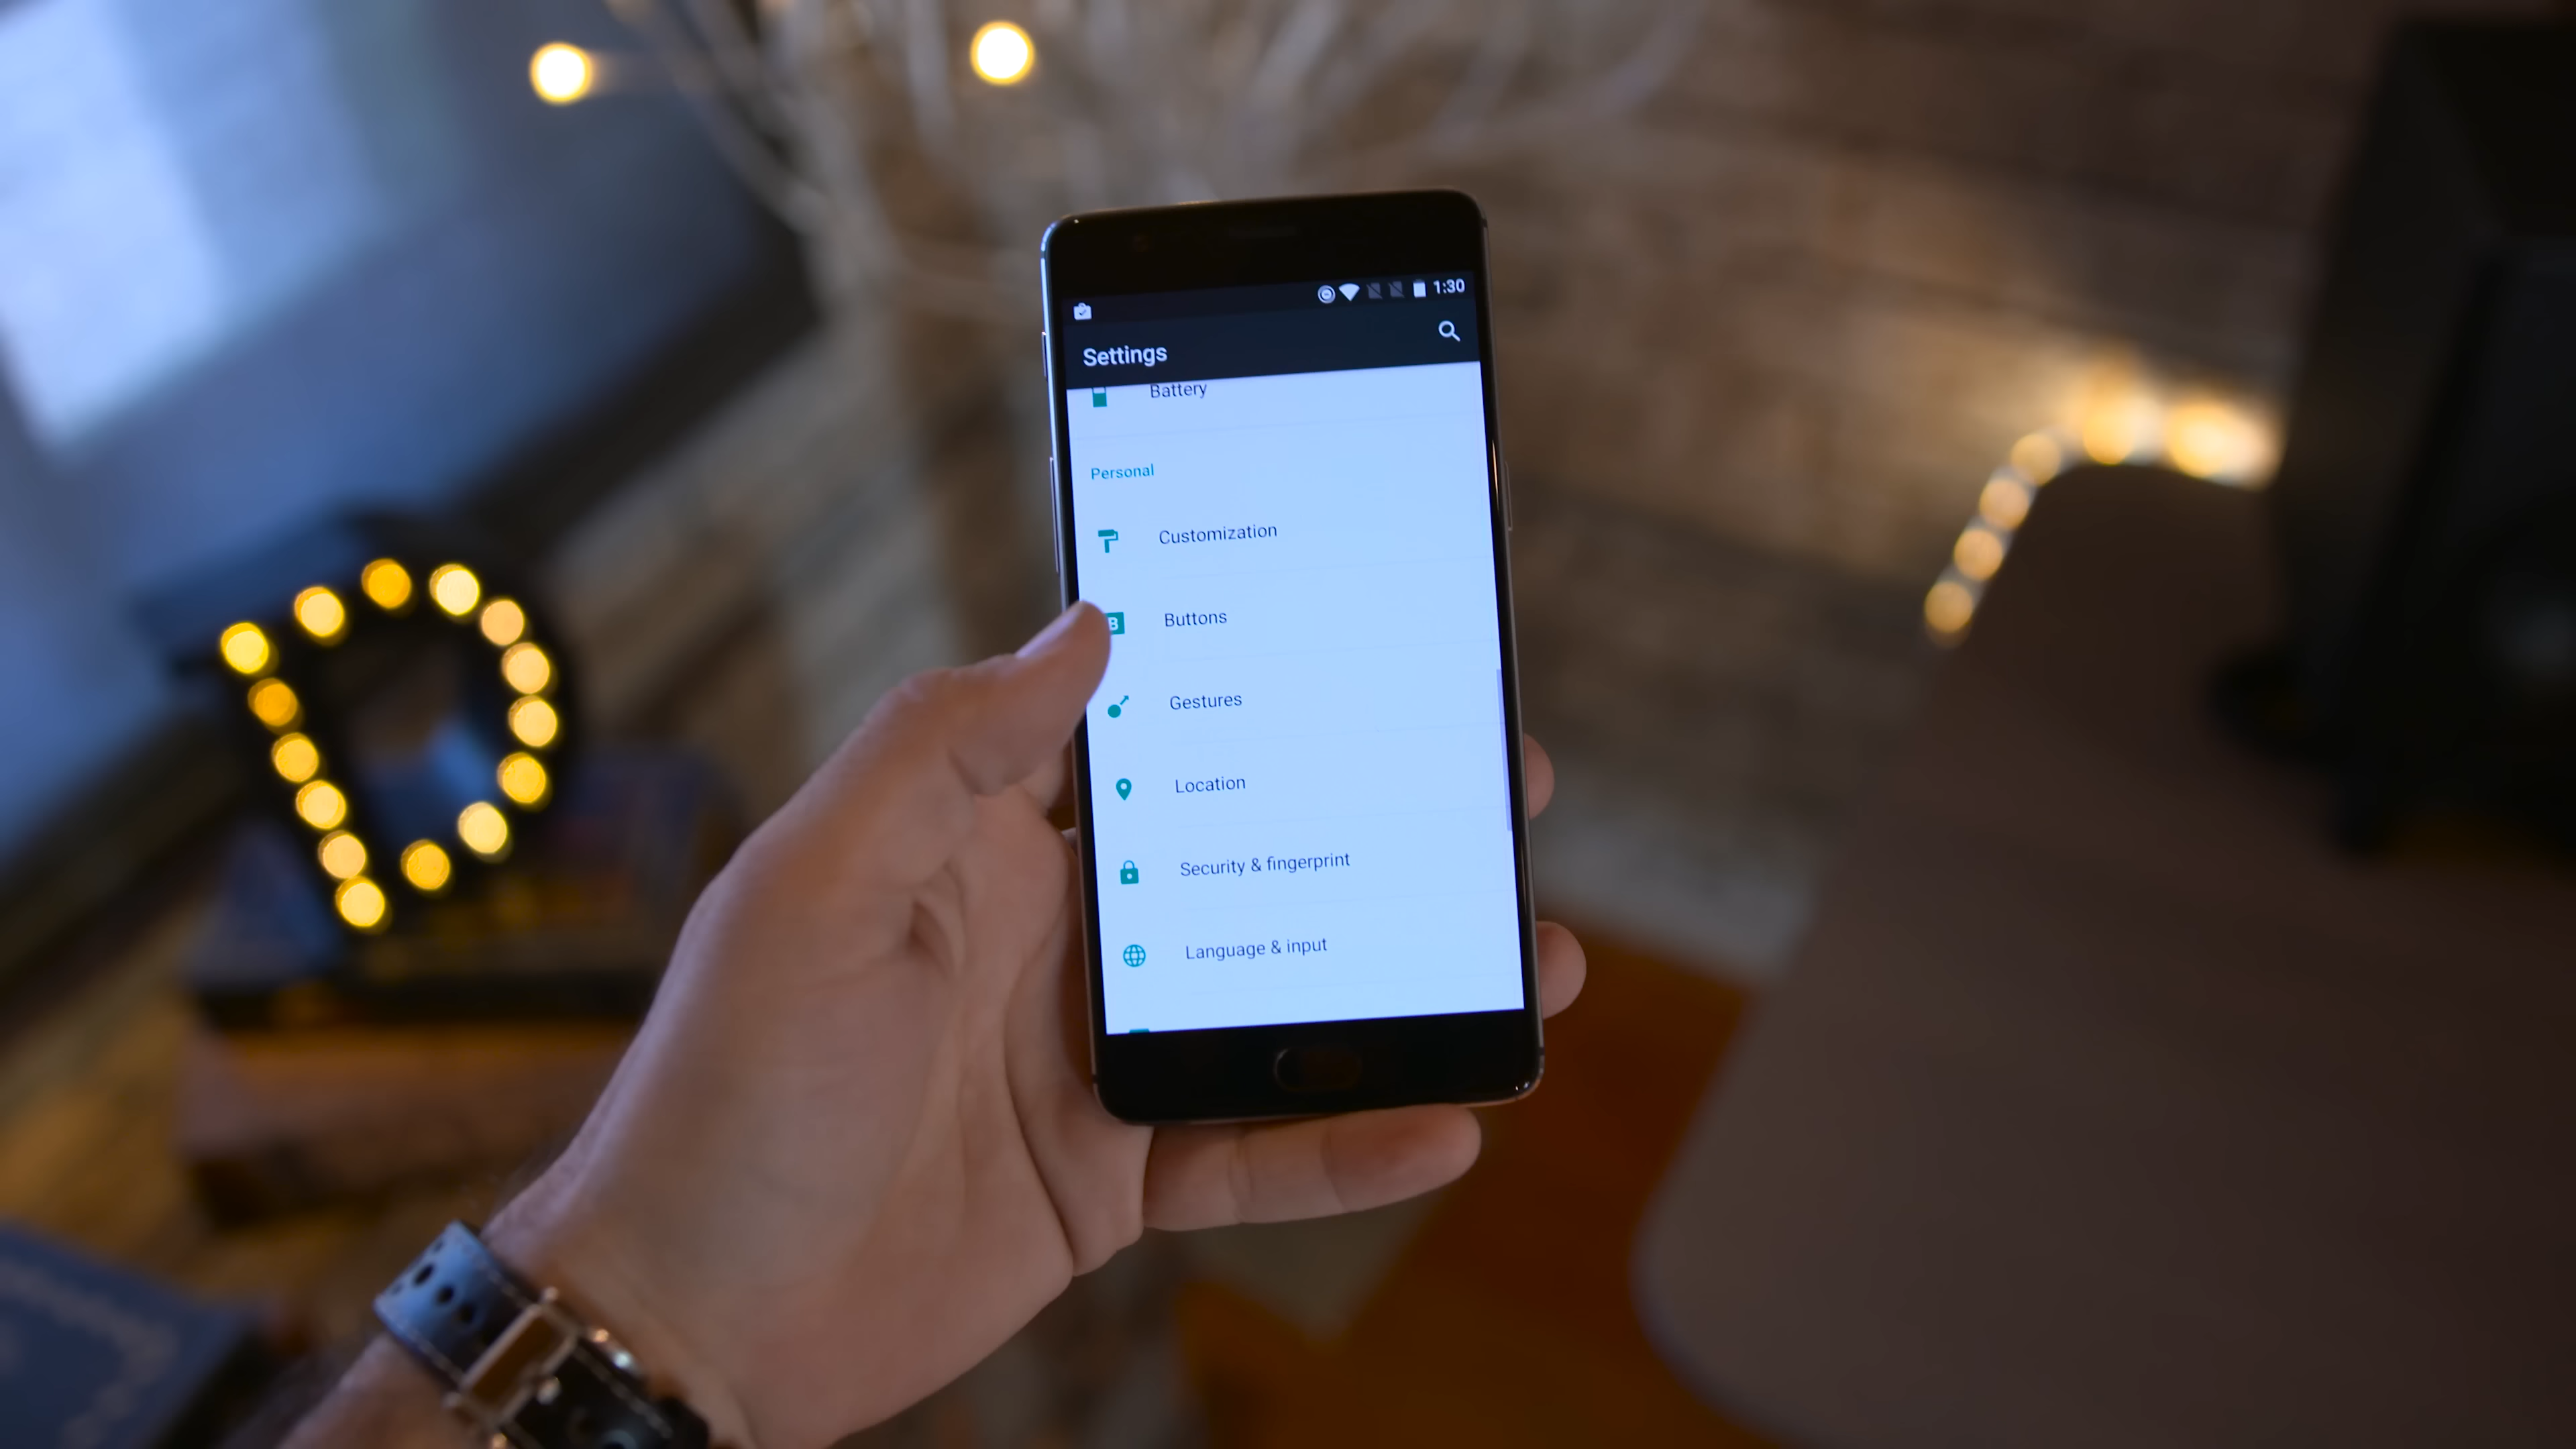 1:30
Settings
Battery
Personal
Customization
B
Buttons
Gestures
Location
Security & fingerprint
Language & input
D